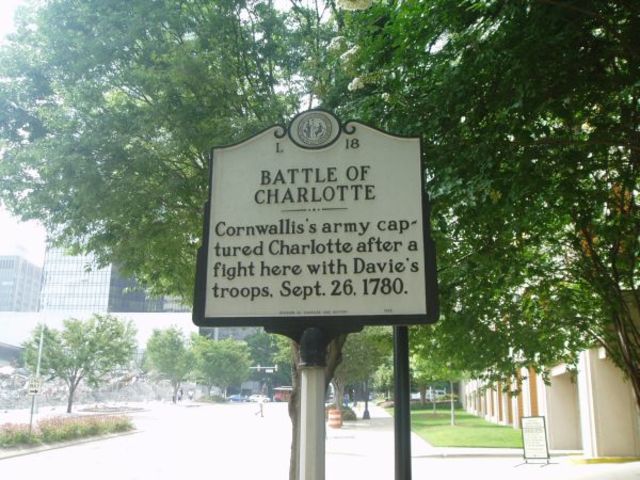 L 18
BATTLE OF
CHARLOTTE
Cornwallis's army cap-
tured Charlotte after a
fight here with Davie's
troops, Sept. 26, 1780.